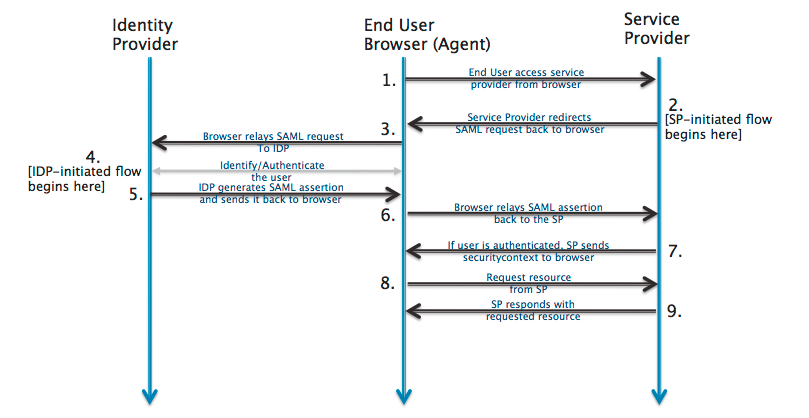 Identity
Provider
End User
Browser (Agent)
Service
Provider
1.
End User access service
provider from browser
2.
[SP-initiated flow
begins here]
3.
Service Provider redirects
SAML request back to browser
Browser relays SAML request
To IDP
4.
[IDP-initiated flow
begins here]
Identify/Authenticate
the user
5.
IDP generates SAML assertion
and sends it back to browser
6.
Browser relays SAML assertion
back to the SP
7.
If user is authenticated, SP sends
securitycontext to browser
8.
Request resource
from SP
9.
SP responds with
requested resource